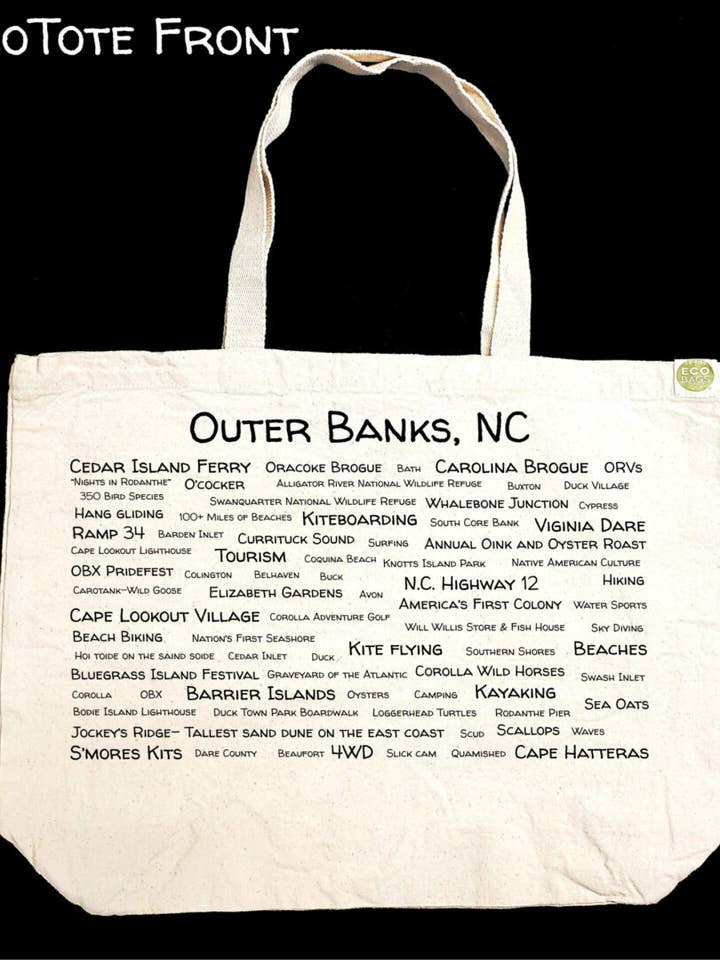 oTote Front
ECO
BAGS
Outer Banks, NC
Cedar Island Ferry Oracoke Brogue Bath Carolina Brogue ORVs
"Nights in Rodanthe" O'cocker Alligator River National Wildlife Refuge Buxton Duck Village
350 Bird Species Swanquarter National Wildlife Refuge Whalebone Junction Cypress
Hang gliding 100+ Miles of Beaches Kiteboarding South Core Bank Viginia Dare
Ramp 34 Barden Inlet Currituck Sound Surfing Annual Oink and Oyster Roast
Cape Lookout Lighthouse Tourism Coquina Beach Knotts Island Park Native American Culture
OBX Pridefest Colington Belhaven Buck N.C. Highway 12 Hiking
Carotank-Wild Goose Elizabeth Gardens Avon America's First Colony Water Sports
Cape Lookout Village Corolla Adventure Golf Will Willis Store & Fish House Sky Diving
Beach Biking Nation's First Seashore Kite flying Southern Shores Beaches
Hoi toide on the saind soide Cedar Inlet Duck
Bluegrass Island Festival Graveyard of the Atlantic Corolla Wild Horses Swash Inlet
Corolla OBX Barrier Islands Oysters Camping Kayaking Sea Oats
Bodie Island Lighthouse Duck Town Park Boardwalk Loggerhead Turtles Rodanthe Pier
Jockey's Ridge- Tallest sand dune on the east coast Scud Scallops Waves
S'mores Kits Dare County Beaufort 4WD Slick cam Quamished Cape Hatteras